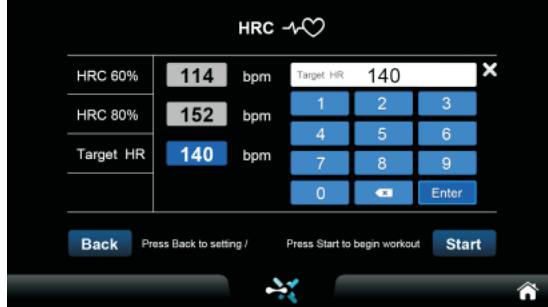 HRC
HRC 60% 114 bpm
HRC 80% 152 bpm
Target HR 140 bpm
Target HR 140
1 2 3
4 5 6
7 8 9
0 Enter
Back Press Back to setting / Press Start to begin workout Start